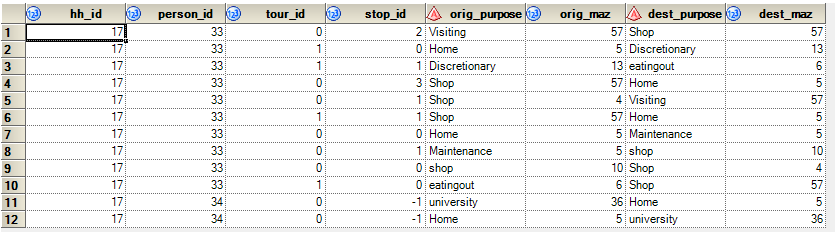 hh_id person_id tour_id stop_id orig_purpose orig_maz dest_purpose dest_maz
1 17 33 0 2 Visiting 57 Shop 57
2 17 33 1 0 Home 5 Discretionary 13
3 17 33 1 1 Discretionary 13 eatingout 6
4 17 33 0 3 Shop 57 Home 5
5 17 33 0 1 Shop 4 Visiting 57
6 17 33 1 1 Shop 57 Home 5
7 17 33 0 0 Home 5 Maintenance 5
8 17 33 0 1 Maintenance 5 shop 10
9 17 33 0 0 shop 10 Shop 4
10 17 33 1 0 eatingout 6 Shop 57
11 17 34 0 -1 university 36 Home 5
12 17 34 0 -1 Home 5 university 36